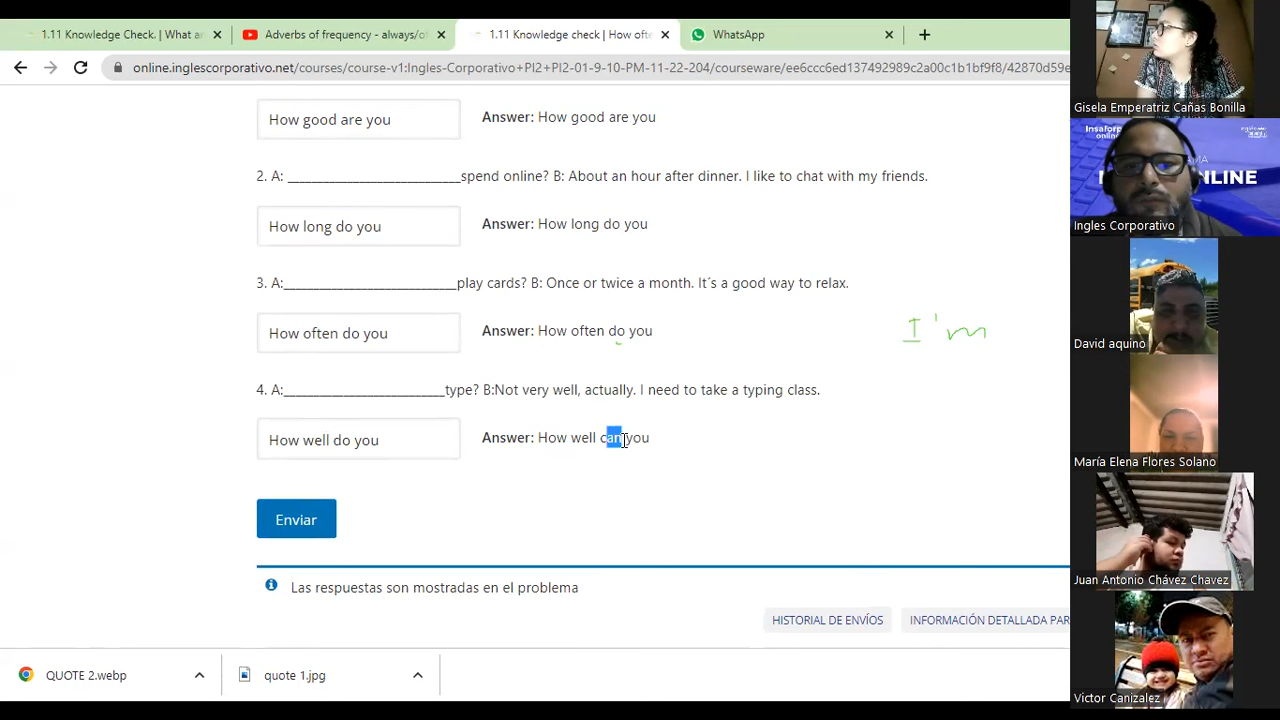 1.11 Knowledge Check. | What ar
Adverbs of frequency - always/of
1.11 Knowledge check | How ofte
WhatsApp
online.inglescorporativo.net/courses/course-v1:Ingles-Corporativo+PI2+PI2-01-9-10-PM-11-22-204/courseware/ee6ccc6ed137492989c2a00c1b1bf9f8/42870d59e
How good are you
Answer: How good are you
2. A: __________________________spend online? B: About an hour after dinner. I like to chat with my friends.
How long do you
Answer: How long do you
3. A:__________________________play cards? B: Once or twice a month. It´s a good way to relax.
How often do you
Answer: How often do you
I'm
4. A:________________________type? B:Not very well, actually. I need to take a typing class.
How well do you
Answer: How well can you
Enviar
Las respuestas son mostradas en el problema
HISTORIAL DE ENVÍOS
INFORMACIÓN DETALLADA PAR
QUOTE 2.webp
quote 1.jpg
Gisela Emperatriz Cañas Bonilla
Insaforp
online
NLINE
Ingles Corporativo
David aquino
María Elena Flores Solano
Juan Antonio Chávez Chavez
Victor Canizalez